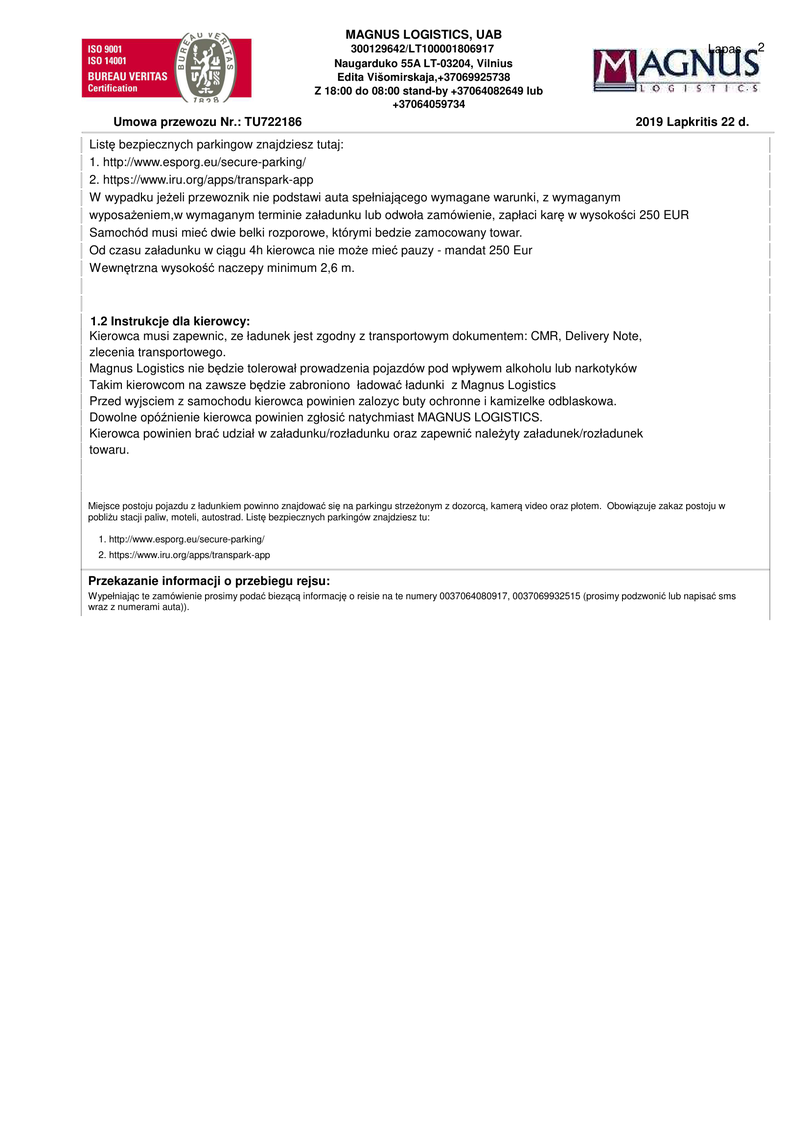 ISO 9001
ISO 14001
BUREAU VERITAS
Certification
BUREAU VERITAS
1828
MAGNUS LOGISTICS, UAB
300129642/LT100001806917
Naugarduko 55A LT-03204, Vilnius
Edita Višomirskaja,+37069925738
Z 18:00 do 08:00 stand-by +37064082649 lub
+37064059734
Lapas 2
MAGNUS
LOGISTICS
Umowa przewozu Nr.: TU722186 2019 Lapkritis 22 d.
Listę bezpiecznych parkingow znajdziesz tutaj:
1. http://www.esporg.eu/secure-parking/
2. https://www.iru.org/apps/transpark-app
W wypadku jeżeli przewoznik nie podstawi auta spełniającego wymagane warunki, z wymaganym
wyposażeniem,w wymaganym terminie załadunku lub odwoła zamówienie, zapłaci karę w wysokości 250 EUR
Samochód musi mieć dwie belki rozporowe, którymi bedzie zamocowany towar.
Od czasu załadunku w ciągu 4h kierowca nie może mieć pauzy - mandat 250 Eur
Wewnętrzna wysokość naczepy minimum 2,6 m.
1.2 Instrukcje dla kierowcy:
Kierowca musi zapewnic, ze ładunek jest zgodny z transportowym dokumentem: CMR, Delivery Note,
zlecenia transportowego.
Magnus Logistics nie będzie tolerował prowadzenia pojazdów pod wpływem alkoholu lub narkotyków
Takim kierowcom na zawsze będzie zabroniono  ładować ładunki  z Magnus Logistics
Przed wyjsciem z samochodu kierowca powinien zalozyc buty ochronne i kamizelke odblaskowa.
Dowolne opóźnienie kierowca powinien zgłosić natychmiast MAGNUS LOGISTICS.
Kierowca powinien brać udział w załadunku/rozładunku oraz zapewnić należyty załadunek/rozładunek
towaru.
Miejsce postoju pojazdu z ładunkiem powinno znajdować się na parkingu strzeżonym z dozorcą, kamerą video oraz płotem.  Obowiązuje zakaz postoju w
pobliżu stacji paliw, moteli, autostrad. Listę bezpiecznych parkingów znajdziesz tu:
1. http://www.esporg.eu/secure-parking/
2. https://www.iru.org/apps/transpark-app
Przekazanie informacji o przebiegu rejsu:
Wypełniając te zamówienie prosimy podać biezącą informację o reisie na te numery 0037064080917, 0037069932515 (prosimy podzwonić lub napisać sms
wraz z numerami auta)).